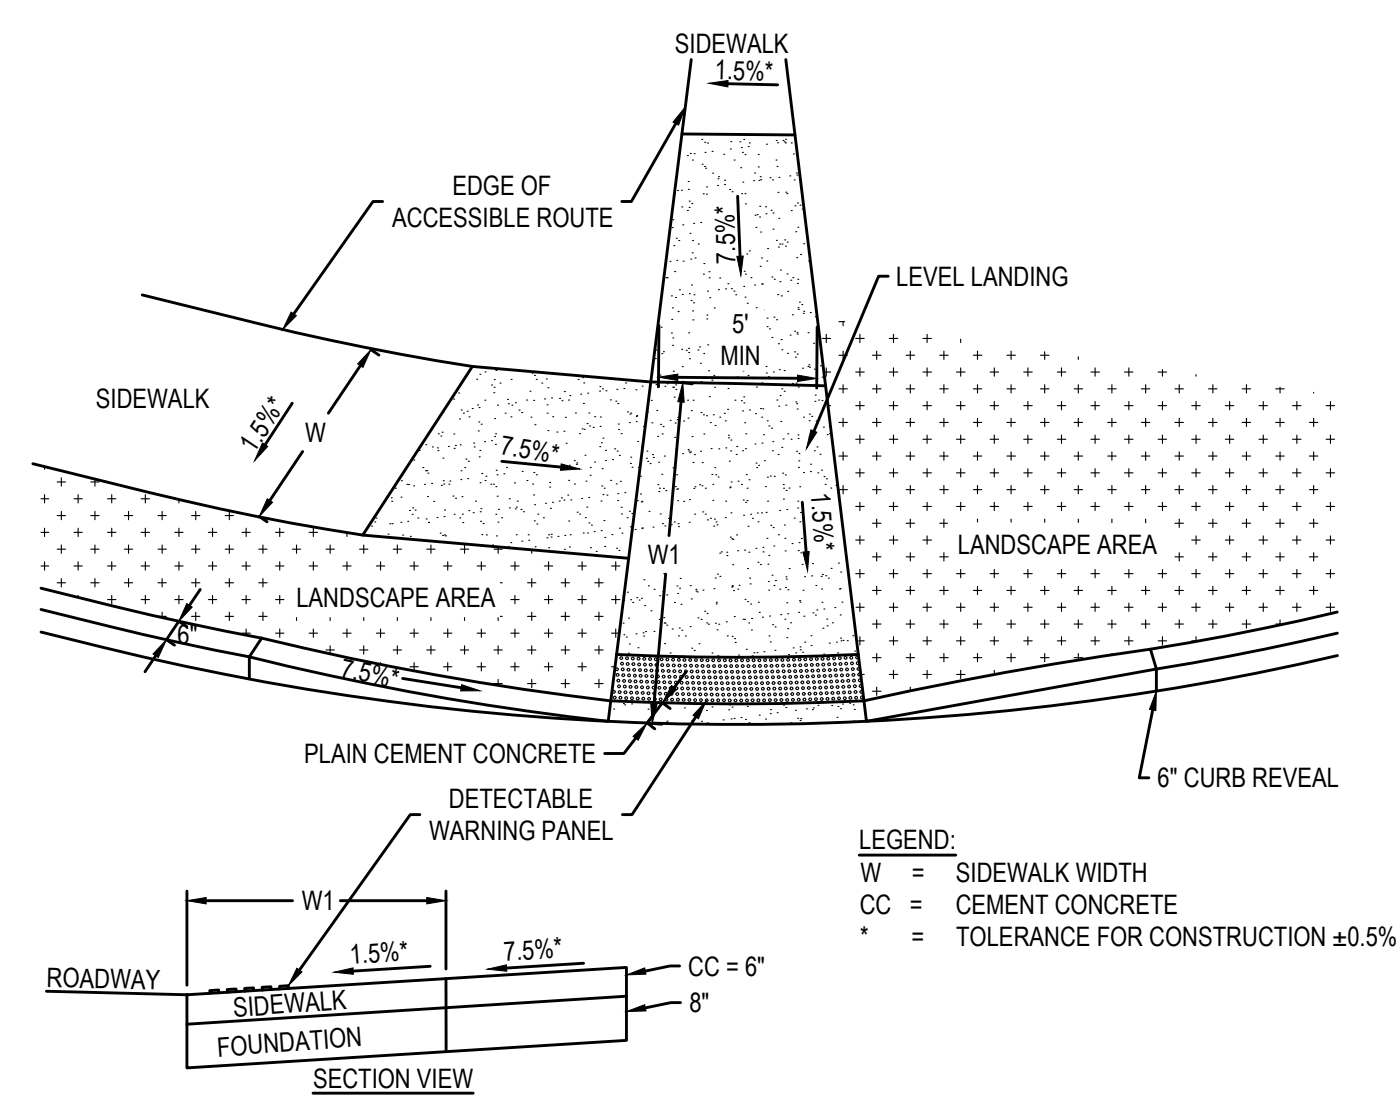 SIDEWALK
1.5%*
EDGE OF
ACCESSIBLE ROUTE
7.5%*
LEVEL LANDING
5'
MIN
SIDEWALK
1.5%*
W
7.5%*
1.5%*
W1
LANDSCAPE AREA
LANDSCAPE AREA
6"
7.5%*
PLAIN CEMENT CONCRETE
6" CURB REVEAL
DETECTABLE
WARNING PANEL
LEGEND:
W = SIDEWALK WIDTH
CC = CEMENT CONCRETE
* = TOLERANCE FOR CONSTRUCTION ±0.5%
W1
1.5%*
7.5%*
ROADWAY
CC = 6"
SIDEWALK
8"
FOUNDATION
SECTION VIEW